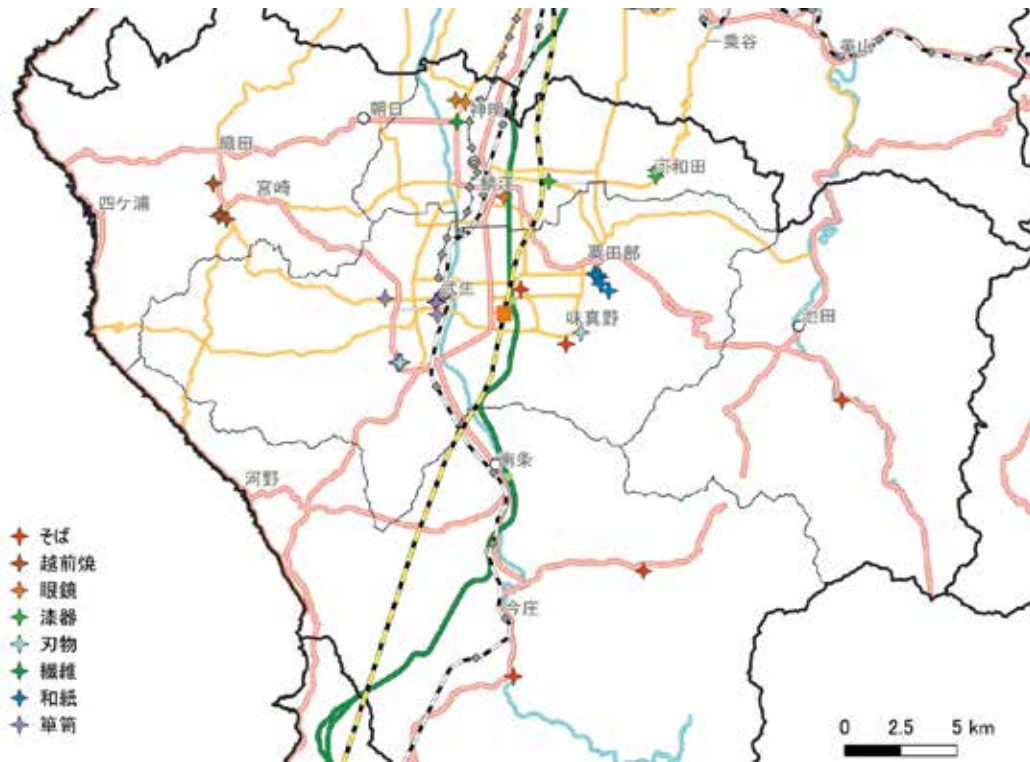 一乗谷
美山
朝日
神明
織田
河和田
鯖江
宮崎
四ケ浦
粟田部
武生
味真野
池田
南条
河野
今庄
そば
越前焼
眼鏡
漆器
刃物
繊維
和紙
箪笥
0 2.5 5 km